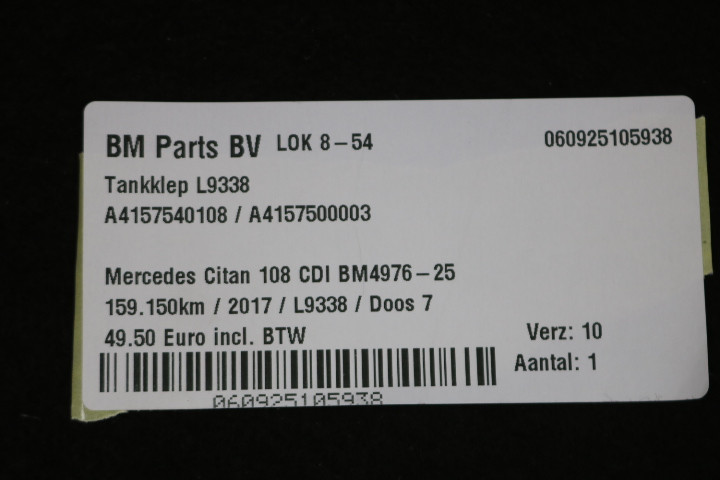 BM Parts BV LOK 8-54 060925105938
Tankklep L9338
A4157540108 / A4157500003
Mercedes Citan 108 CDI BM4976-25
159.150km / 2017 / L9338 / Doos 7
49.50 Euro incl. BTW Verz: 10
Aantal: 1
060925105938